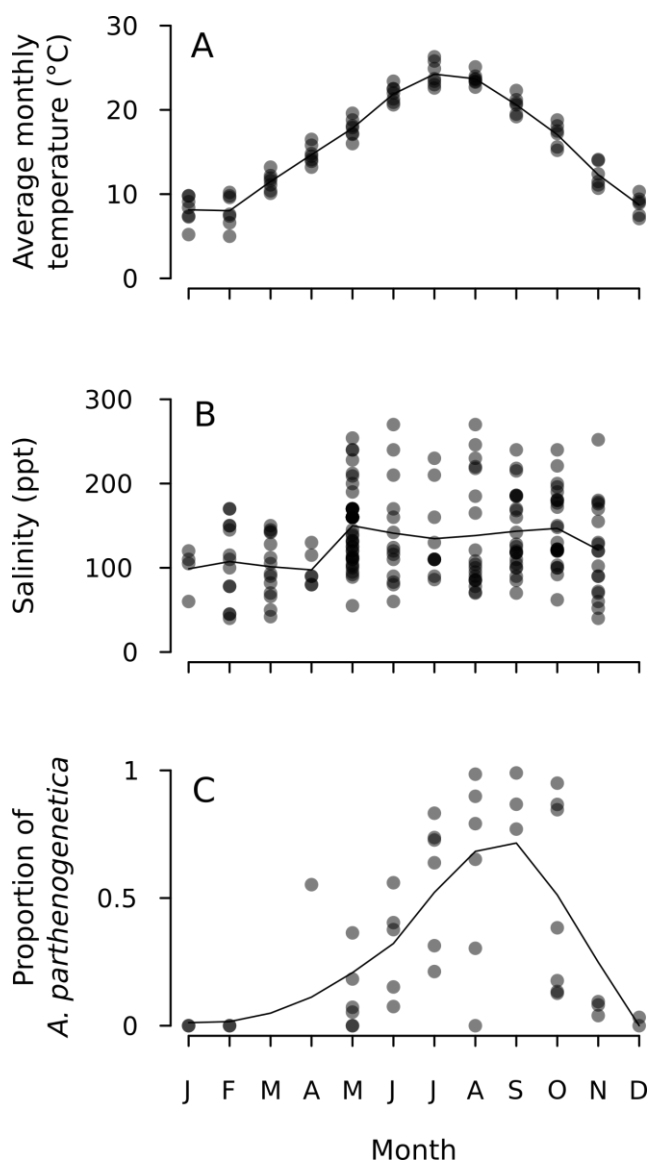 A
Average monthly
temperature (°C)
30
20
10
0
B
Salinity (ppt)
300
200
100
0
C
Proportion of
A. parthenogenetica
1
0.5
0
J F M A M J J A S O N D
Month